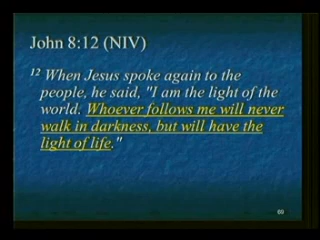 John 8:12 (NIV)
12 When Jesus spoke again to the
people, he said, "I am the light of the
world. Whoever follows me will never
walk in darkness, but will have the
light of life."
69